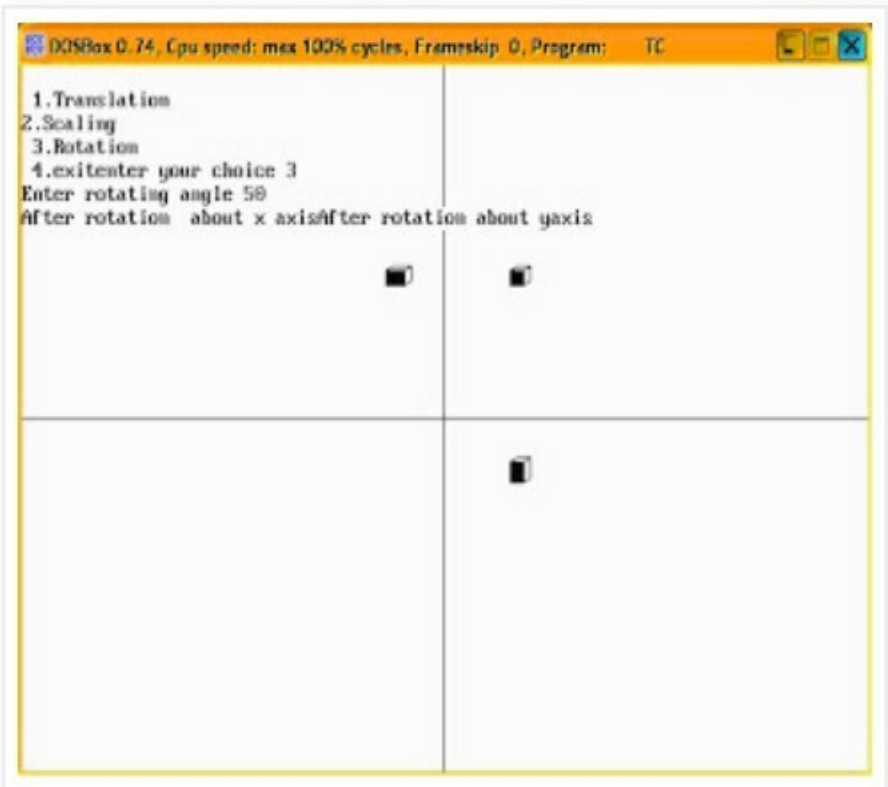 DOSBox 0.74, Cpu speed: max 100% cycles, Frameskip 0, Program: TC
1.Translation
2.Scaling
3.Rotation
4.exitenter your choice 3
Enter rotating angle 50
After rotation about x axisAfter rotation about yaxis